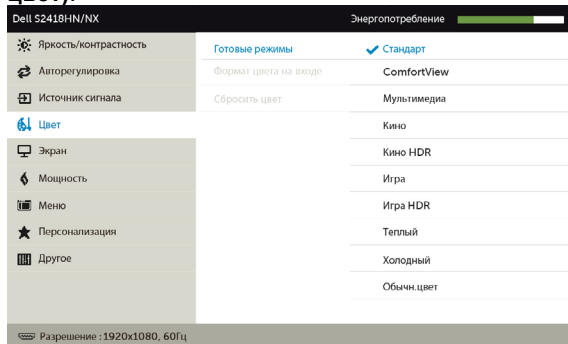 цвет).
Dell S2418HN/NX Энергопотребление
Яркость/контрастность Готовые режимы Стандарт
Авторегулировка Формат цвета на входе ComfortView
Источник сигнала Сбросить цвет Мультимедиа
Цвет Кино
Экран Кино HDR
Мощность Игра
Меню Игра HDR
Персонализация Теплый
Другое Холодный
Обычн.цвет
Разрешение : 1920x1080, 60Гц